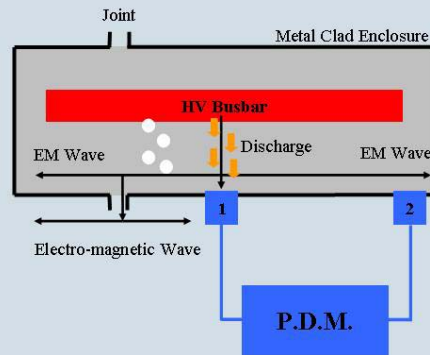 Joint
Metal Clad Enclosure
HV Busbar
EM Wave
Discharge
EM Wave
1
2
Electro-magnetic Wave
P.D.M.